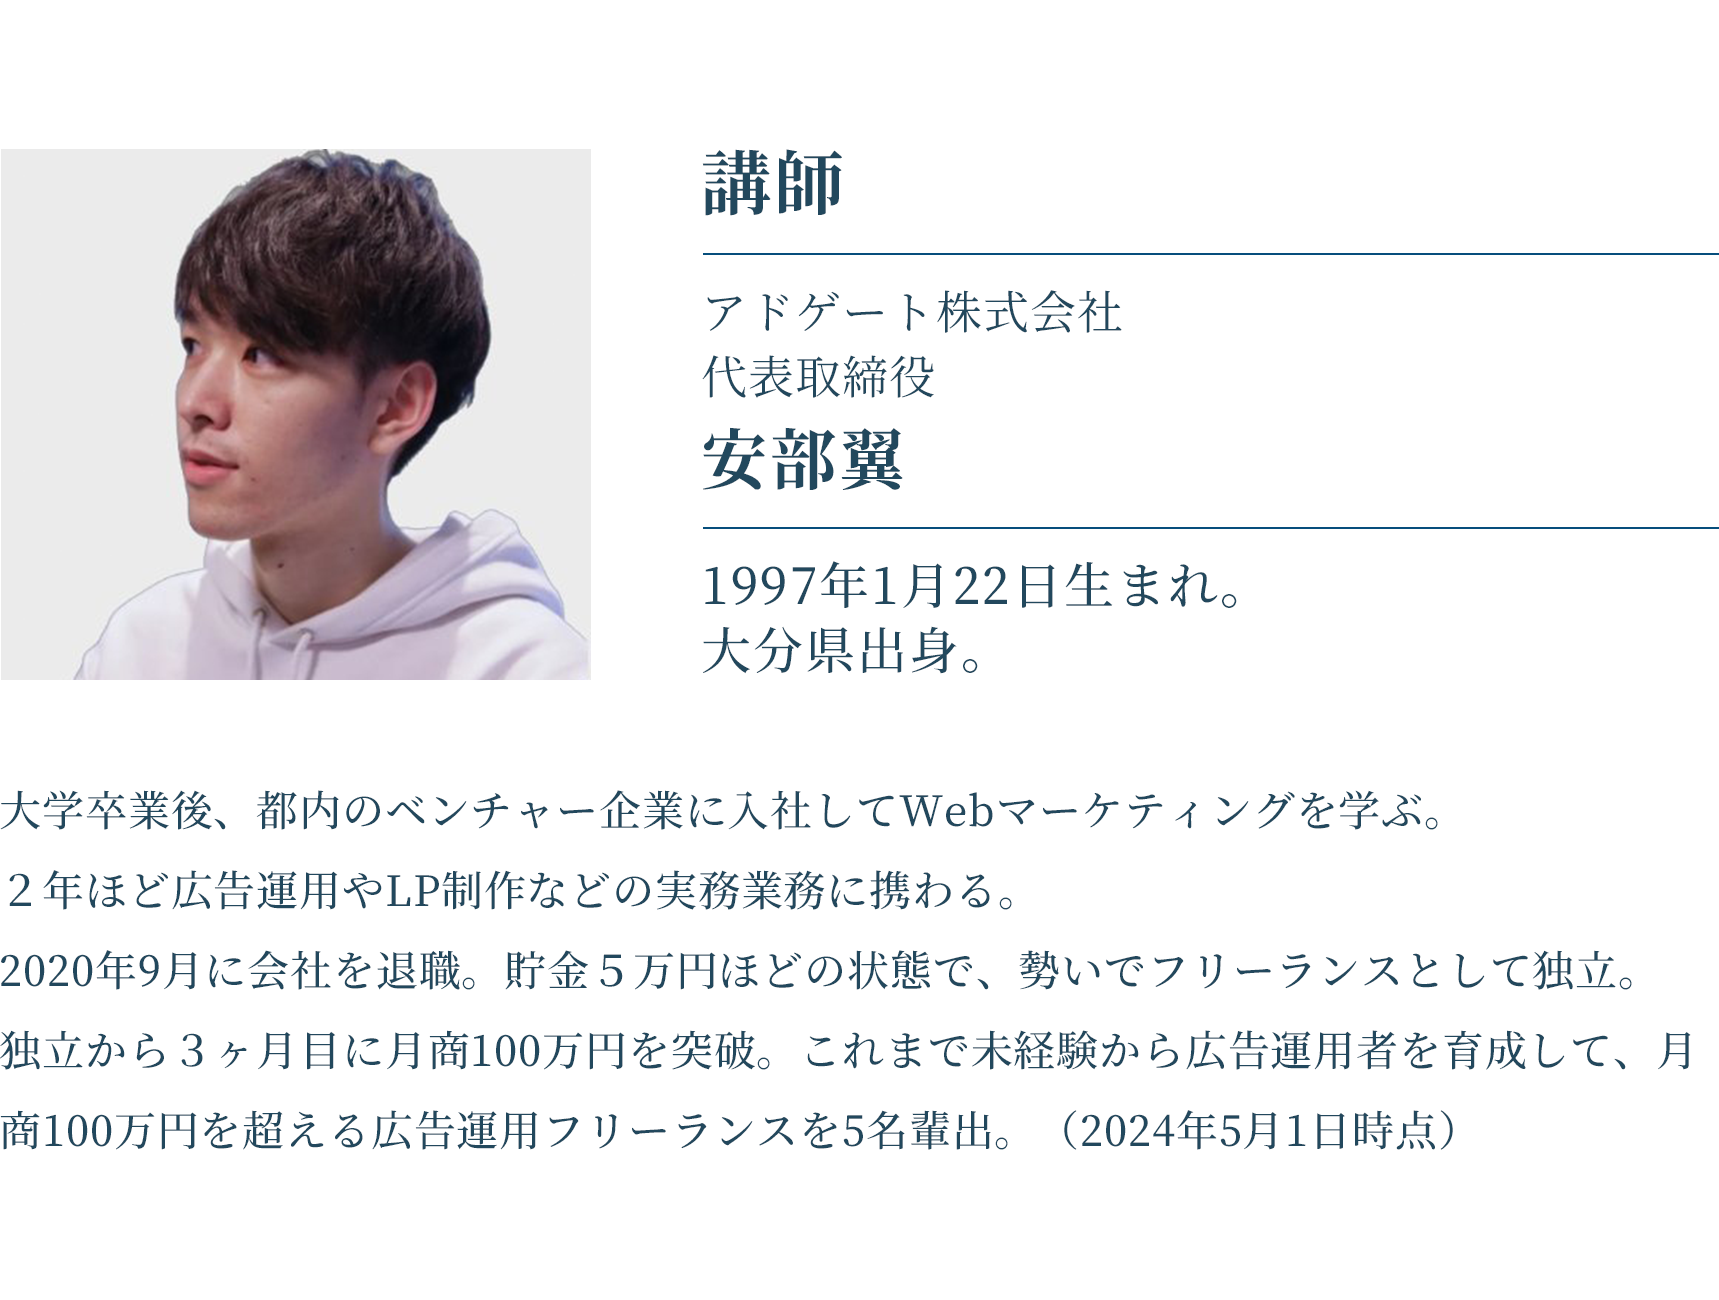 講師
アドゲート株式会社
代表取締役
安部翼
1997年1月22日生まれ。
大分県出身。
大学卒業後、都内のベンチャー企業に入社してWebマーケティングを学ぶ。
２年ほど広告運用やLP制作などの実務業務に携わる。
2020年9月に会社を退職。貯金５万円ほどの状態で、勢いでフリーランスとして独立。
独立から３ヶ月目に月商100万円を突破。これまで未経験から広告運用者を育成して、月
商100万円を超える広告運用フリーランスを5名輩出。（2024年5月1日時点）